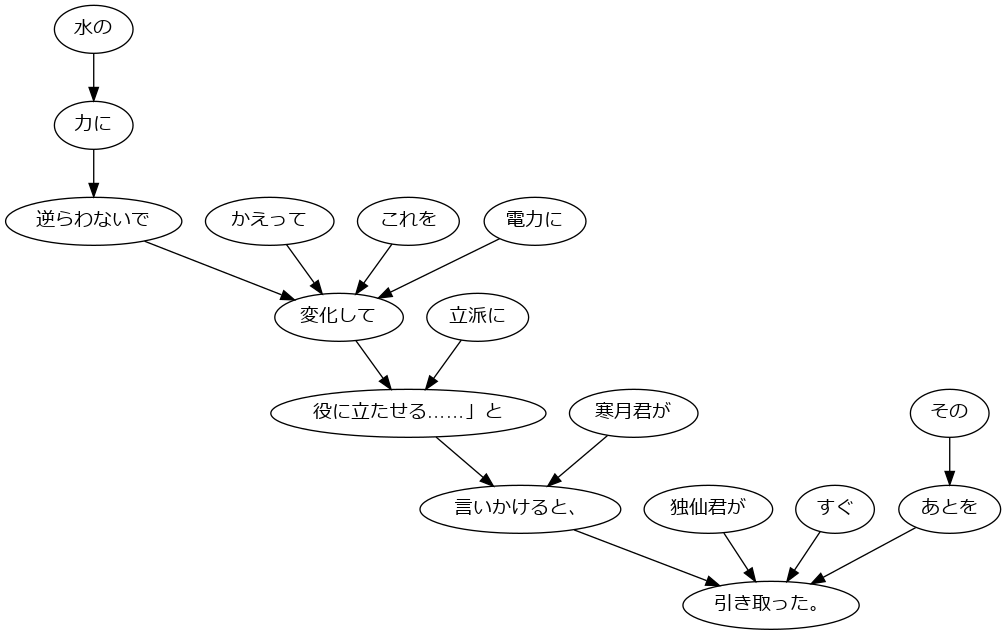 水の
力に
逆らわないで
かえって
これを
電力に
変化して
立派に
役に立たせる……」と
寒月君が
その
言いかけると、
独仙君が
すぐ
あとを
引き取った。